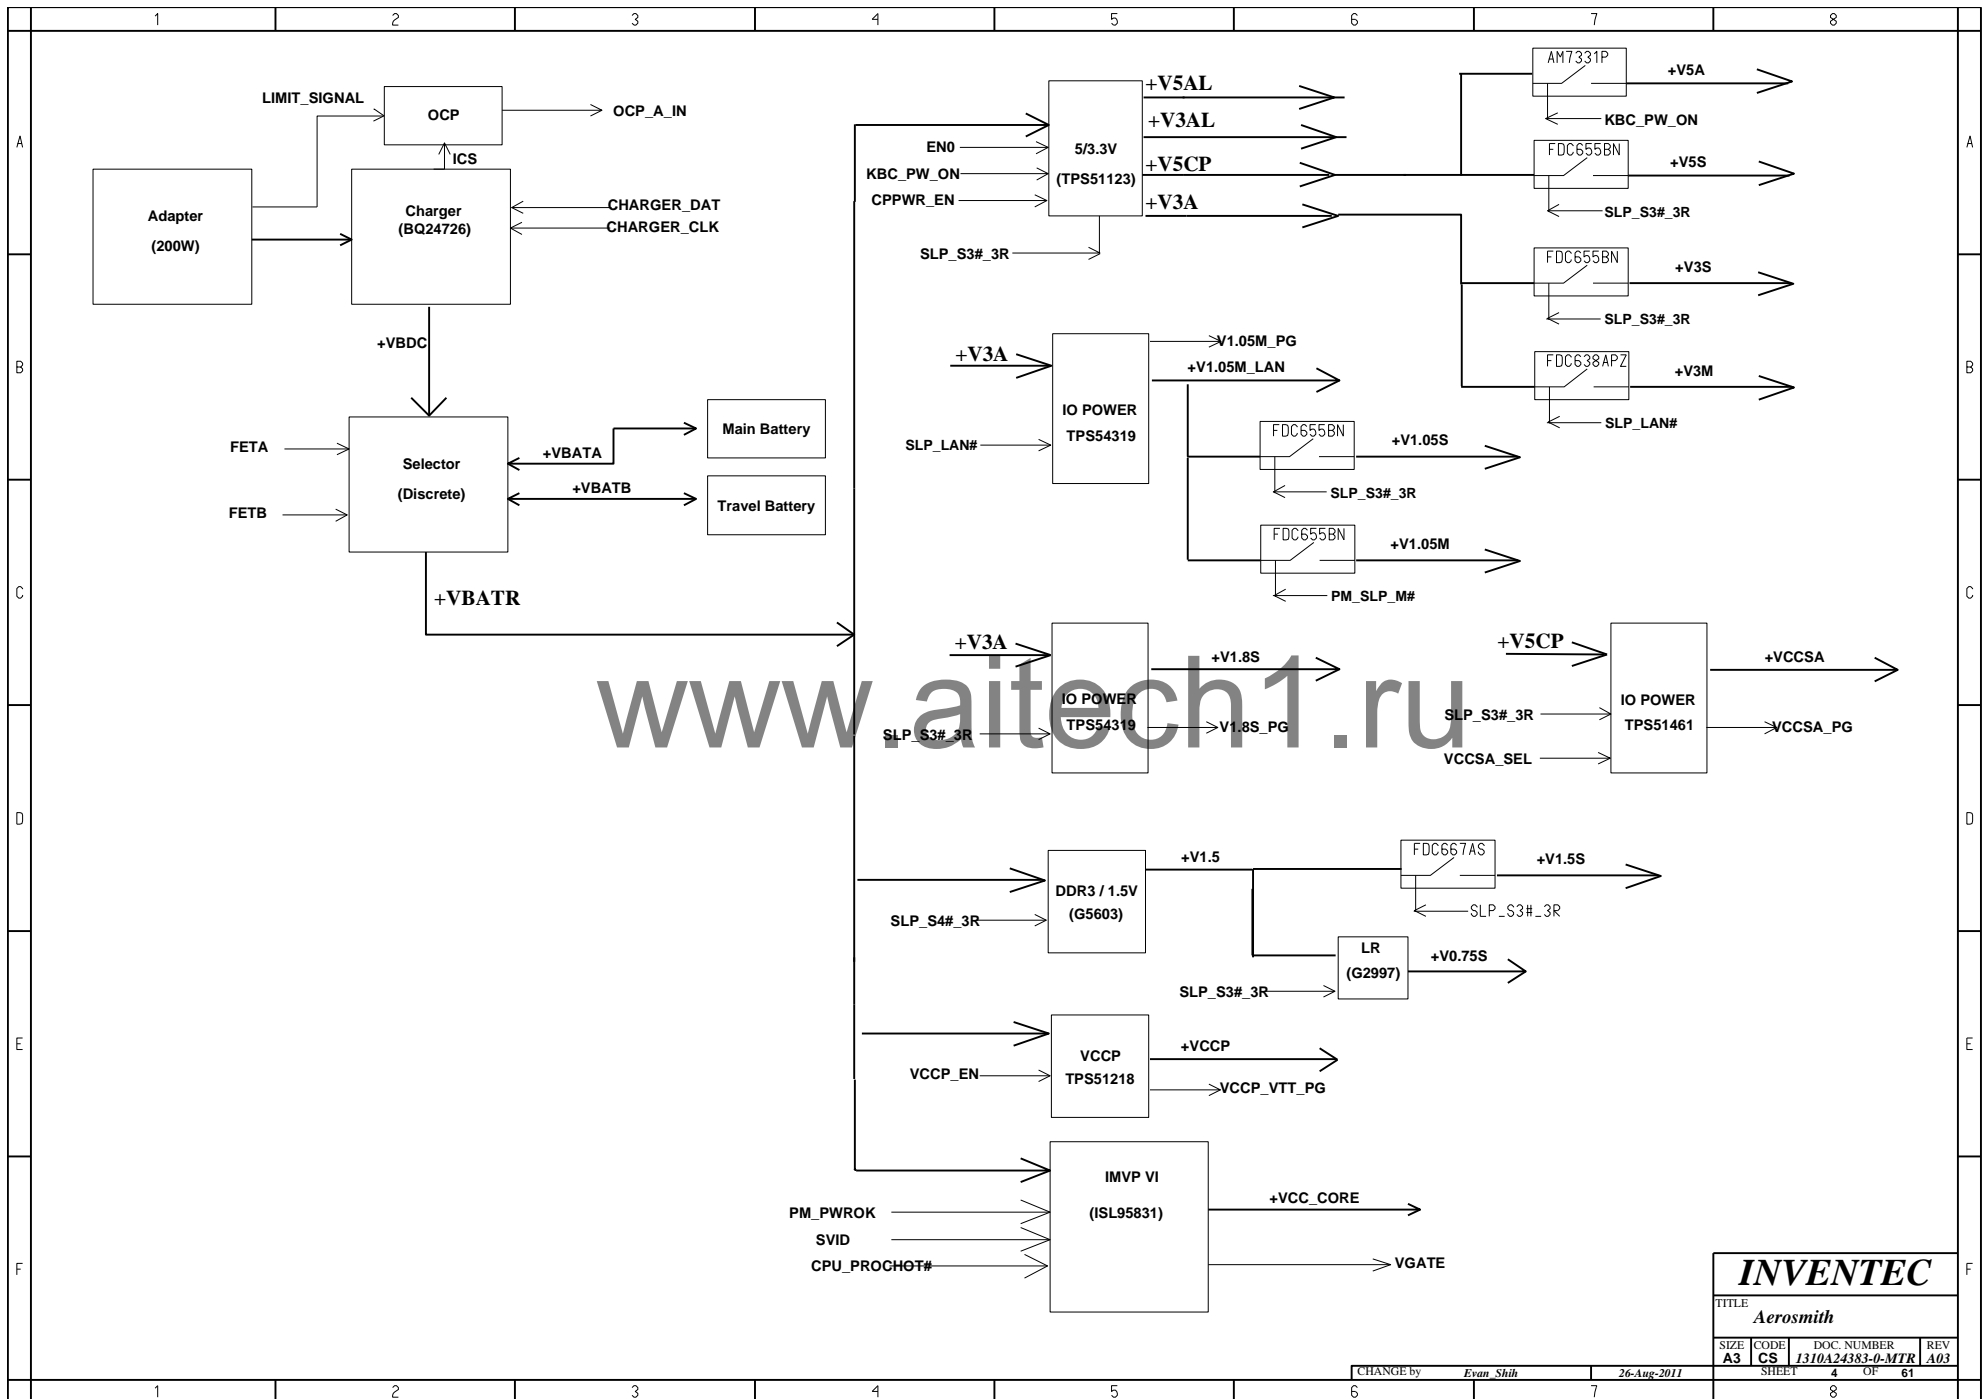 1 2 3 4 5 6 7 8
A
B
C
D
E
F
A
B
C
D
E
F
LIMIT_SIGNAL
OCP
OCP_A_IN
ICS
Adapter
(200W)
Charger
(BQ24726)
CHARGER_DAT
CHARGER_CLK
+VBDC
FETA
FETB
Selector
(Discrete)
+VBATA
+VBATB
Main Battery
Travel Battery
+VBATR
EN0
KBC_PW_ON
CPPWR_EN
SLP_S3#_3R
5/3.3V
(TPS51123)
+V5AL
+V3AL
+V5CP
+V3A
AM7331P
+V5A
KBC_PW_ON
FDC655BN
+V5S
SLP_S3#_3R
FDC655BN
+V3S
SLP_S3#_3R
FDC638APZ
+V3M
SLP_LAN#
+V3A
SLP_LAN#
IO POWER
TPS54319
V1.05M_PG
+V1.05M_LAN
FDC655BN
+V1.05S
SLP_S3#_3R
FDC655BN
+V1.05M
PM_SLP_M#
+V3A
SLP_S3#_3R
IO POWER
TPS54319
+V1.8S
V1.8S_PG
+V5CP
SLP_S3#_3R
VCCSA_SEL
IO POWER
TPS51461
+VCCSA
VCCSA_PG
www.aitech1.ru
SLP_S4#_3R
DDR3 / 1.5V
(G5603)
+V1.5
FDC667AS
+V1.5S
SLP_S3#_3R
LR
(G2997)
+V0.75S
SLP_S3#_3R
VCCP_EN
VCCP
TPS51218
+VCCP
VCCP_VTT_PG
PM_PWROK
SVID
CPU_PROCHOT#
IMVP VI
(ISL95831)
+VCC_CORE
VGATE
INVENTEC
TITLE
Aerosmith
SIZE CODE DOC. NUMBER REV
A3 CS 1310A24383-0-MTR A03
CHANGE by Evan_Shih 26-Aug-2011 SHEET 4 OF 61
1 2 3 4 5 6 7 8